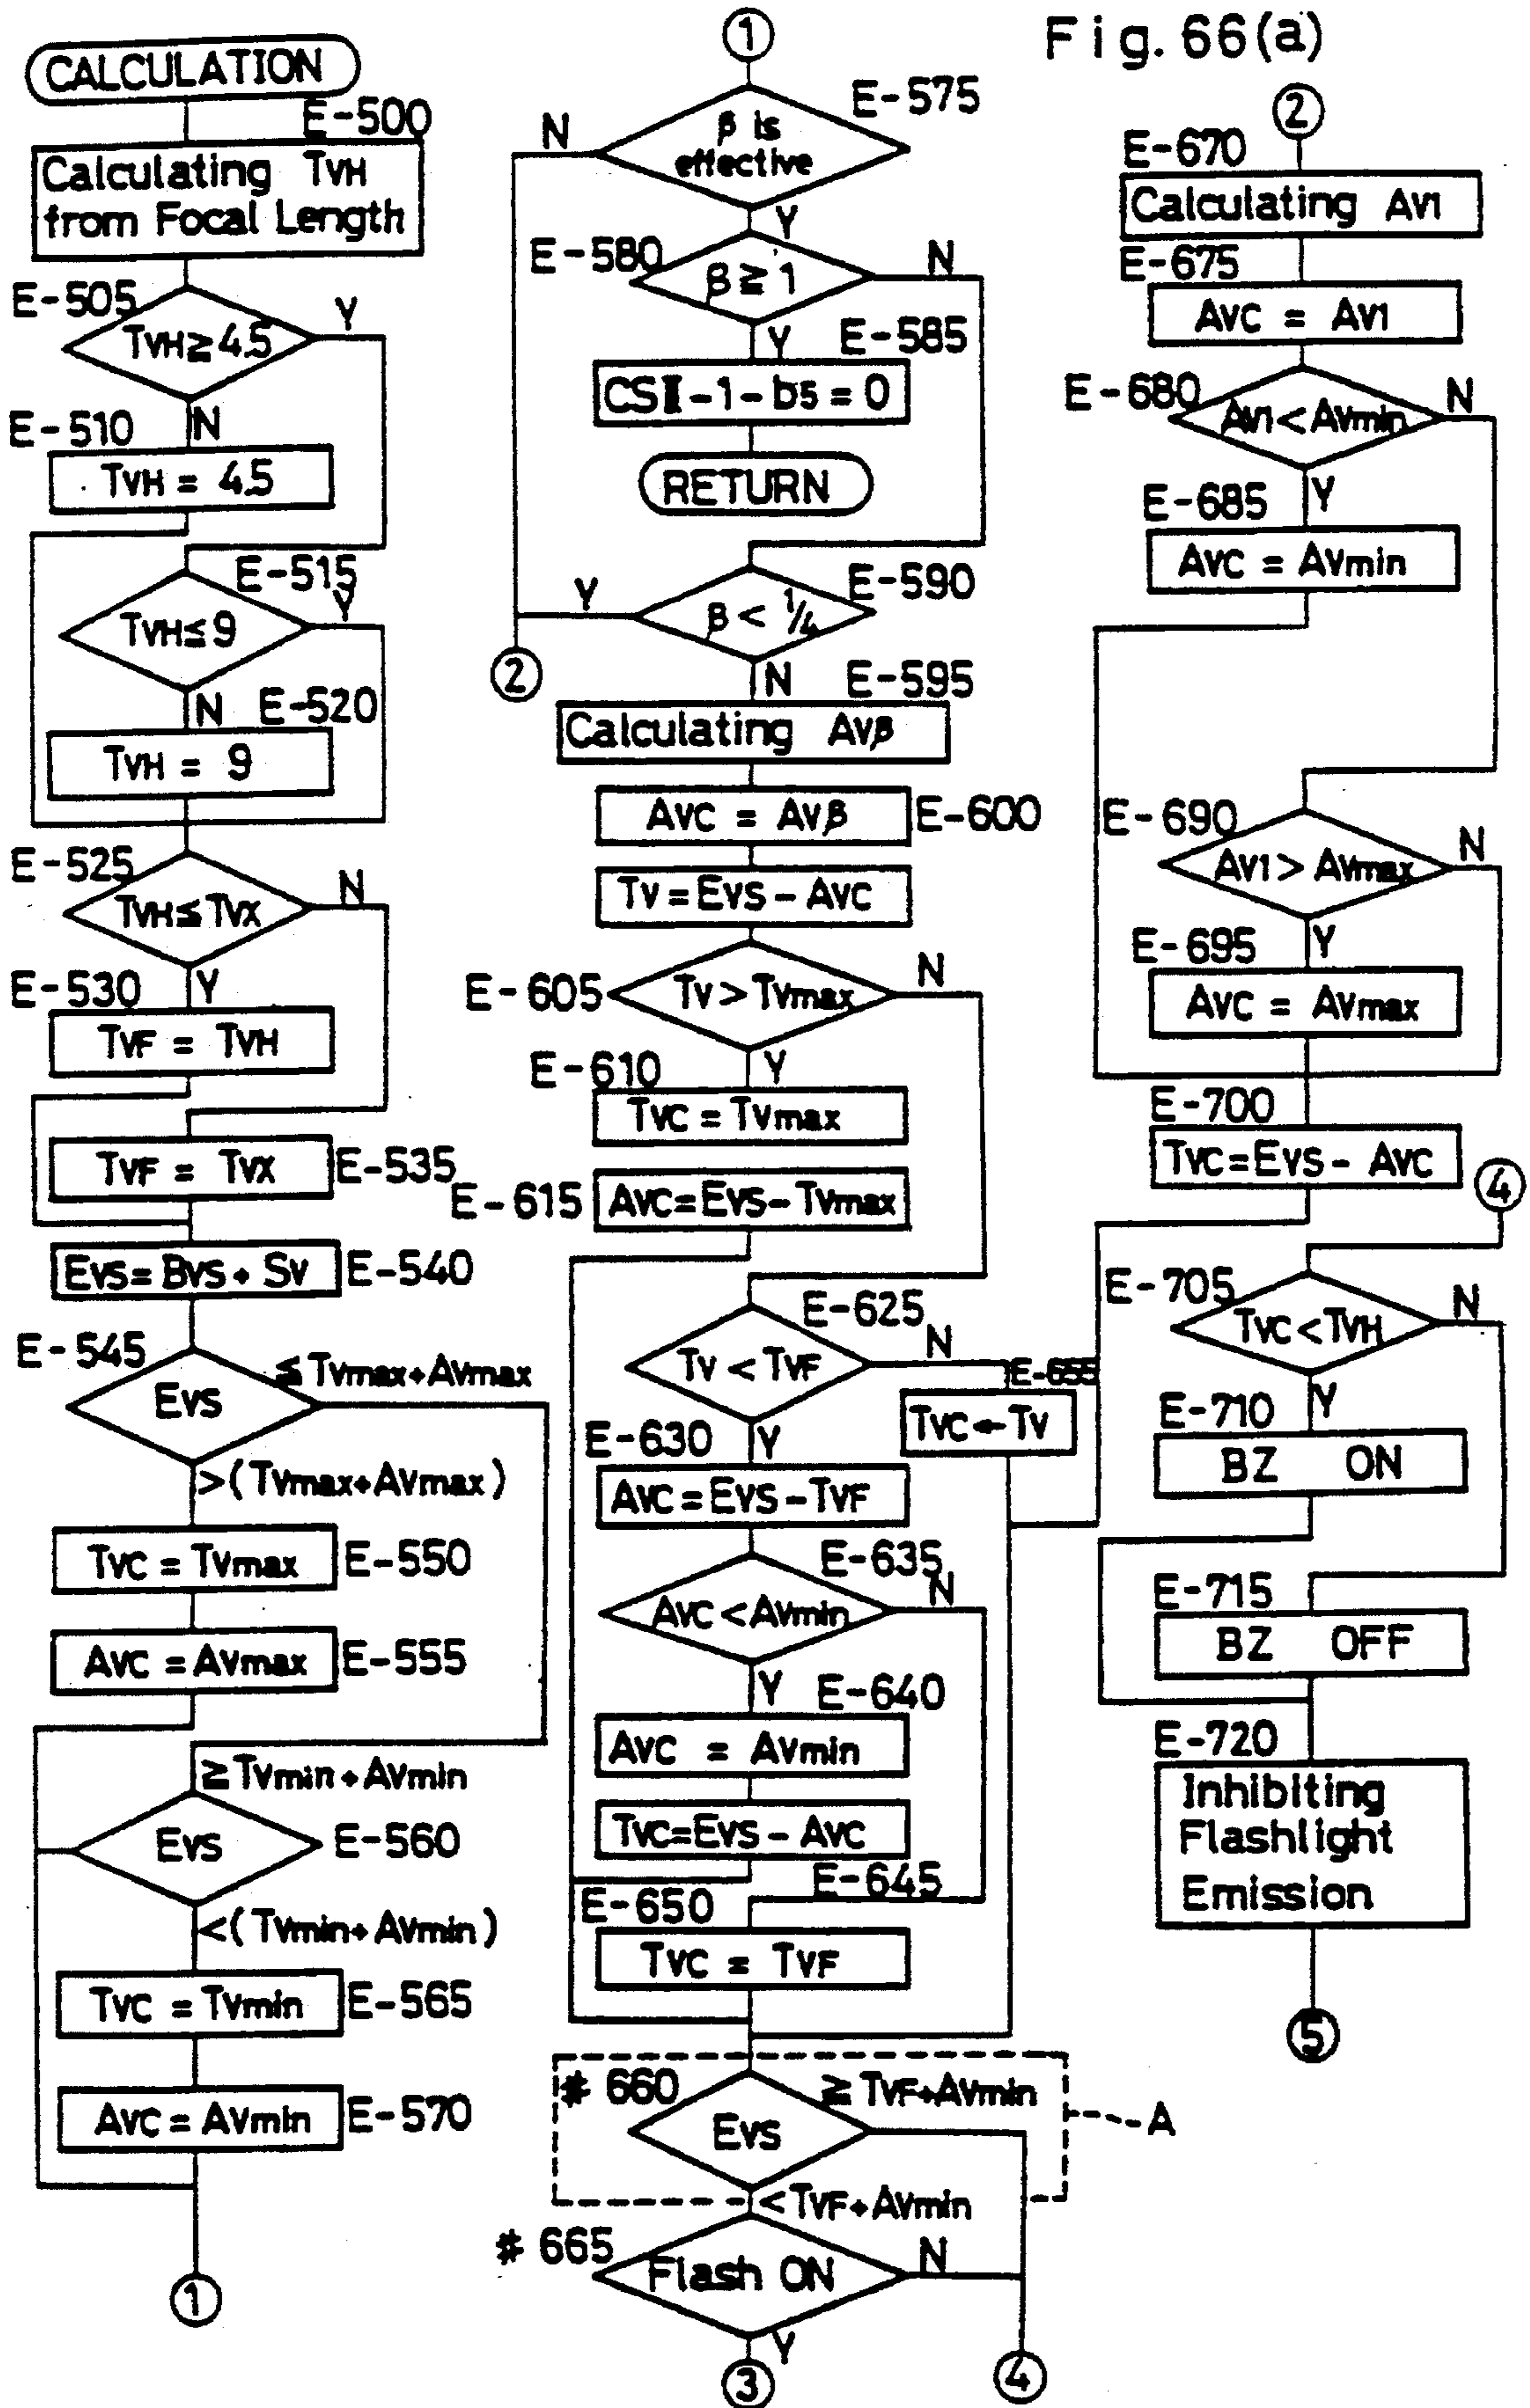 Fig. 66(a)
CALCULATION
E-500
Calculating TVH
from Focal Length
E-505
TVH ≧ 4.5
Y
N
E-510
TVH = 4.5
E-515
TVH ≤ 9
Y
N
E-520
TVH = 9
E-525
TVH ≤ TVX
N
Y
E-530
TVF = TVH
TVF = TVX
E-535
EVS = BVS + SV
E-540
E-545
EVS
≦ TVmax + AVmax
> (TVmax + AVmax)
TVC = TVmax
E-550
AVC = AVmax
E-555
≧ TVmin + AVmin
EVS
E-560
< (TVmin + AVmin)
TVC = TVmin
E-565
AVC = AVmin
E-570
①
①
E-575
β is
effective
N
Y
E-580
β ≧ 1
N
Y
E-585
CSⅡ-1-b5 = 0
RETURN
E-590
β < 1/4
Y
②
N
E-595
Calculating AVβ
AVC = AVβ
E-600
TV = EVS - AVC
E-605
TV > TVmax
N
Y
E-610
TVC = TVmax
E-615
AVC = EVS - TVmax
E-625
TV < TVF
N
E-655
TVC ← TV
Y
E-630
AVC = EVS - TVF
E-635
AVC < AVmin
N
Y
E-640
AVC = AVmin
TVC = EVS - AVC
E-645
E-650
TVC = TVF
# 660
≧ TVF + AVmin
EVS
A
< TVF + AVmin
# 665
Flash ON
N
Y
③
④
②
E-670
Calculating AV1
E-675
AVC = AV1
E-680
AV1 < AVmin
N
Y
E-685
AVC = AVmin
E-690
AV1 > AVmax
N
Y
E-695
AVC = AVmax
E-700
TVC = EVS - AVC
④
E-705
TVC < TVH
N
Y
E-710
BZ ON
E-715
BZ OFF
E-720
Inhibiting
Flashlight
Emission
⑤